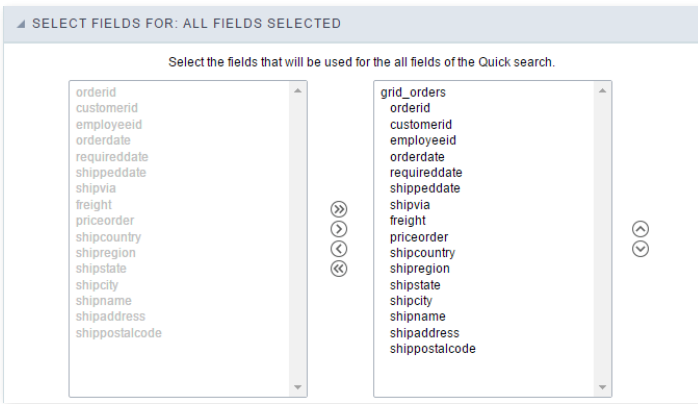 SELECT FIELDS FOR: ALL FIELDS SELECTED
Select the fields that will be used for the all fields of the Quick search.
orderid
customerid
employeeid
orderdate
requireddate
shippeddate
shipvia
freight
priceorder
shipcountry
shipregion
shipstate
shipcity
shipname
shipaddress
shippostalcode
grid_orders
orderid
customerid
employeeid
orderdate
requireddate
shippeddate
shipvia
freight
priceorder
shipcountry
shipregion
shipstate
shipcity
shipname
shipaddress
shippostalcode